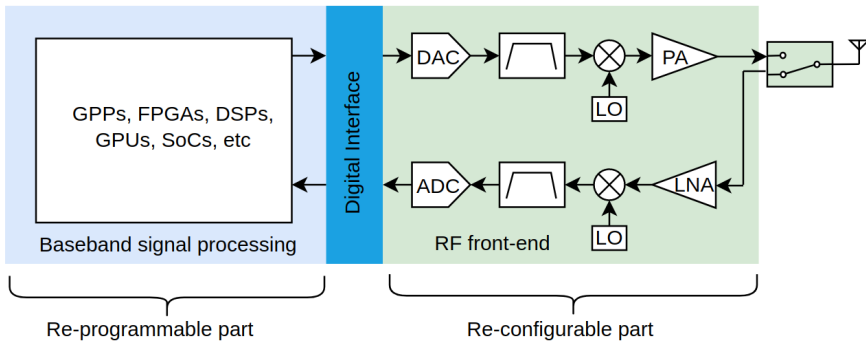 GPPs, FPGAs, DSPs,
GPUs, SoCs, etc
Baseband signal processing
Digital Interface
DAC
PA
LO
ADC
LNA
LO
RF front-end
Re-programmable part
Re-configurable part